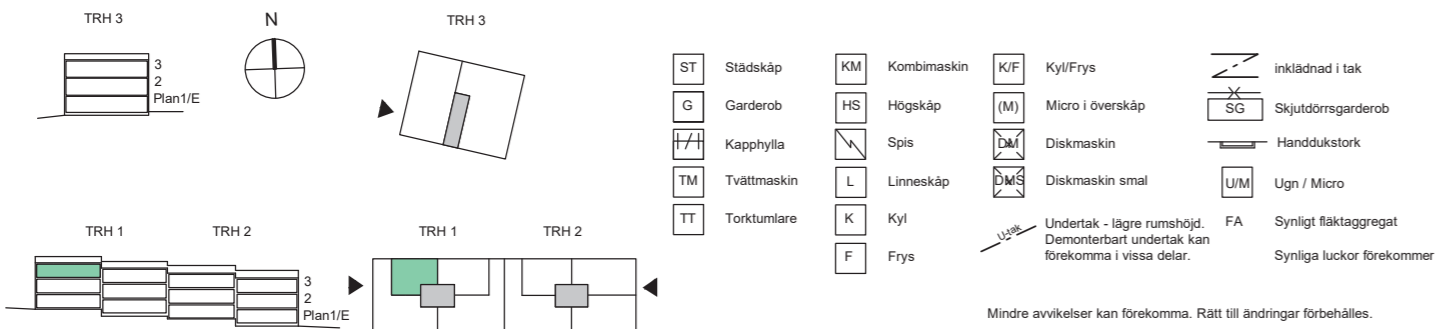 TRH 3
N
TRH 3
3
2
Plan1/E
TRH 1
TRH 2
TRH 1
TRH 2
3
2
Plan1/E
ST Städskåp
G Garderob
Kapphylla
TM Tvättmaskin
TT Torktumlare
KM Kombimaskin
HS Högskåp
Spis
L Linneskåp
K Kyl
F Frys
K/F Kyl/Frys
(M) Micro i överskåp
DM Diskmaskin
DMS Diskmaskin smal
U-tak
Undertak - lägre rumshöjd.
Demonterbart undertak kan
förekomma i vissa delar.
inklädnad i tak
SG Skjutdörrsgarderob
Handdukstork
U/M Ugn / Micro
FA Synligt fläktaggregat
Synliga luckor förekommer
Mindre avvikelser kan förekomma. Rätt till ändringar förbehålles.